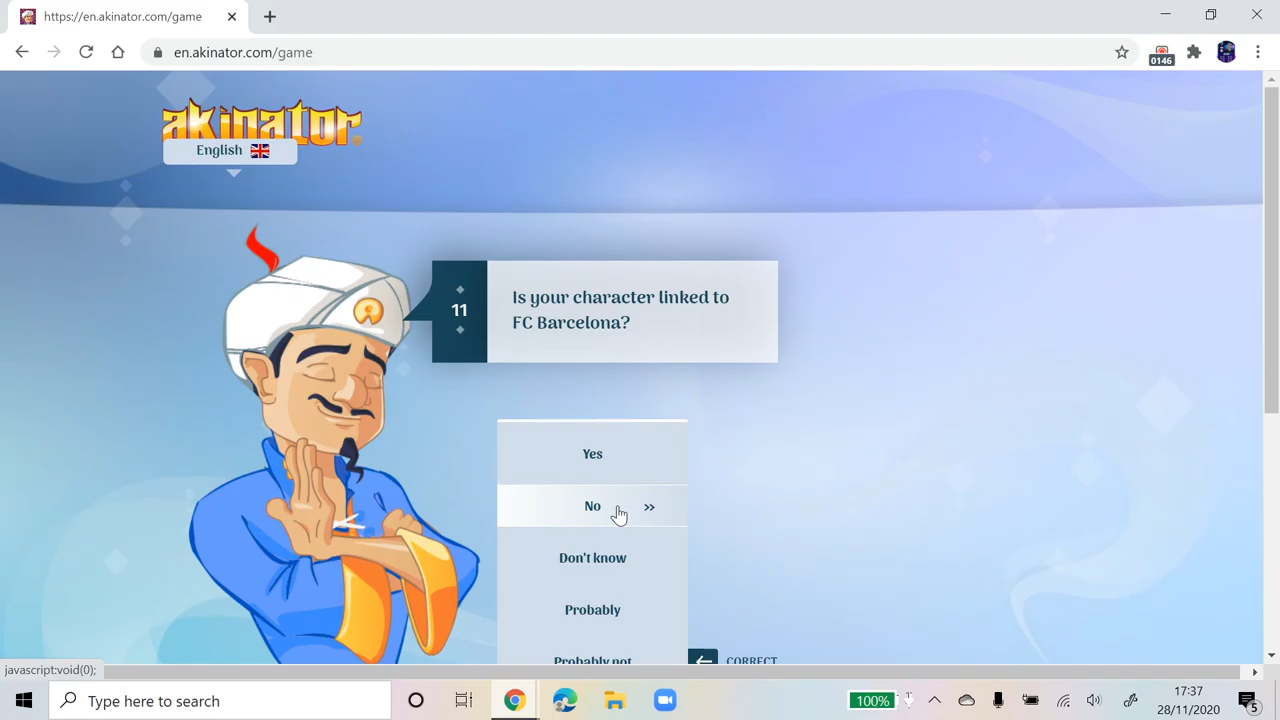 https://en.akinator.com/game
en.akinator.com/game
0146
akinator
English
11
Is your character linked to
FC Barcelona?
Yes
No »
Don't know
Probably
Probably not
CORRECT
javascript:void(0);
Type here to search
100%
17:37
28/11/2020
5